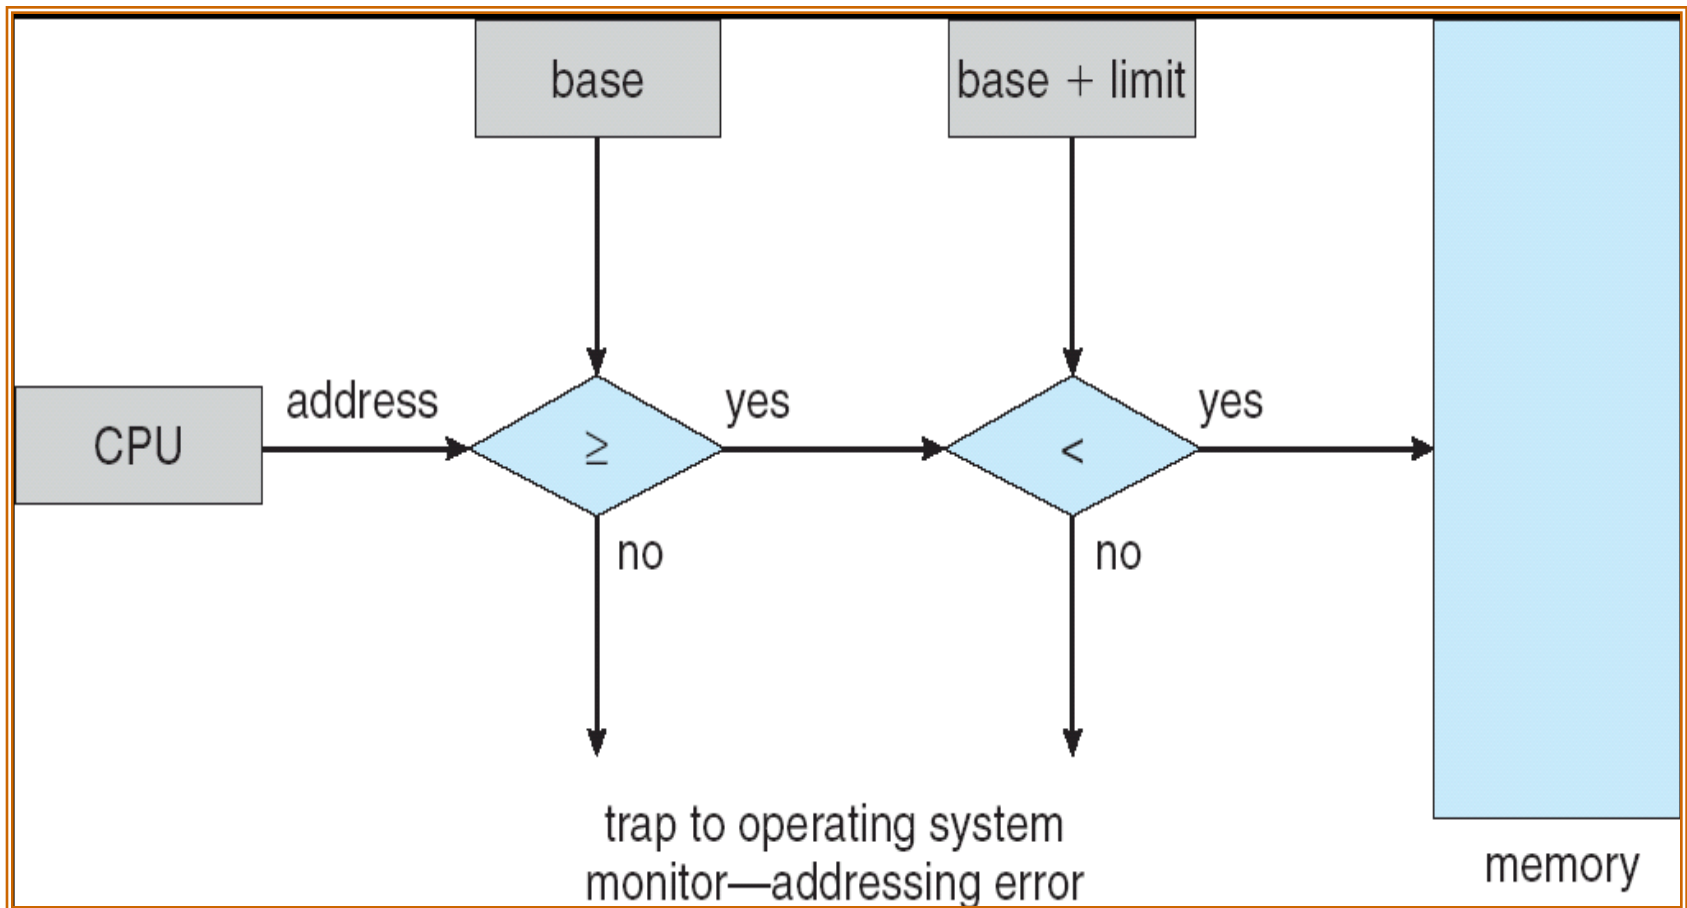 base
base + limit
CPU
address
≥
yes
<
yes
no
no
trap to operating system
monitor—addressing error
memory